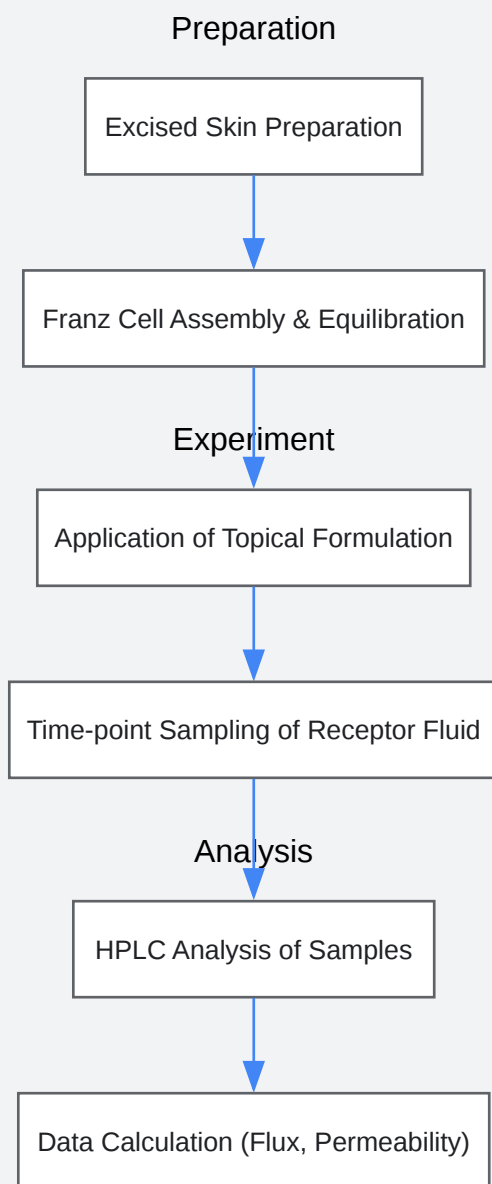 Preparation
Excised Skin Preparation
Franz Cell Assembly & Equilibration
Experiment
Application of Topical Formulation
Time-point Sampling of Receptor Fluid
Analysis
HPLC Analysis of Samples
Data Calculation (Flux, Permeability)